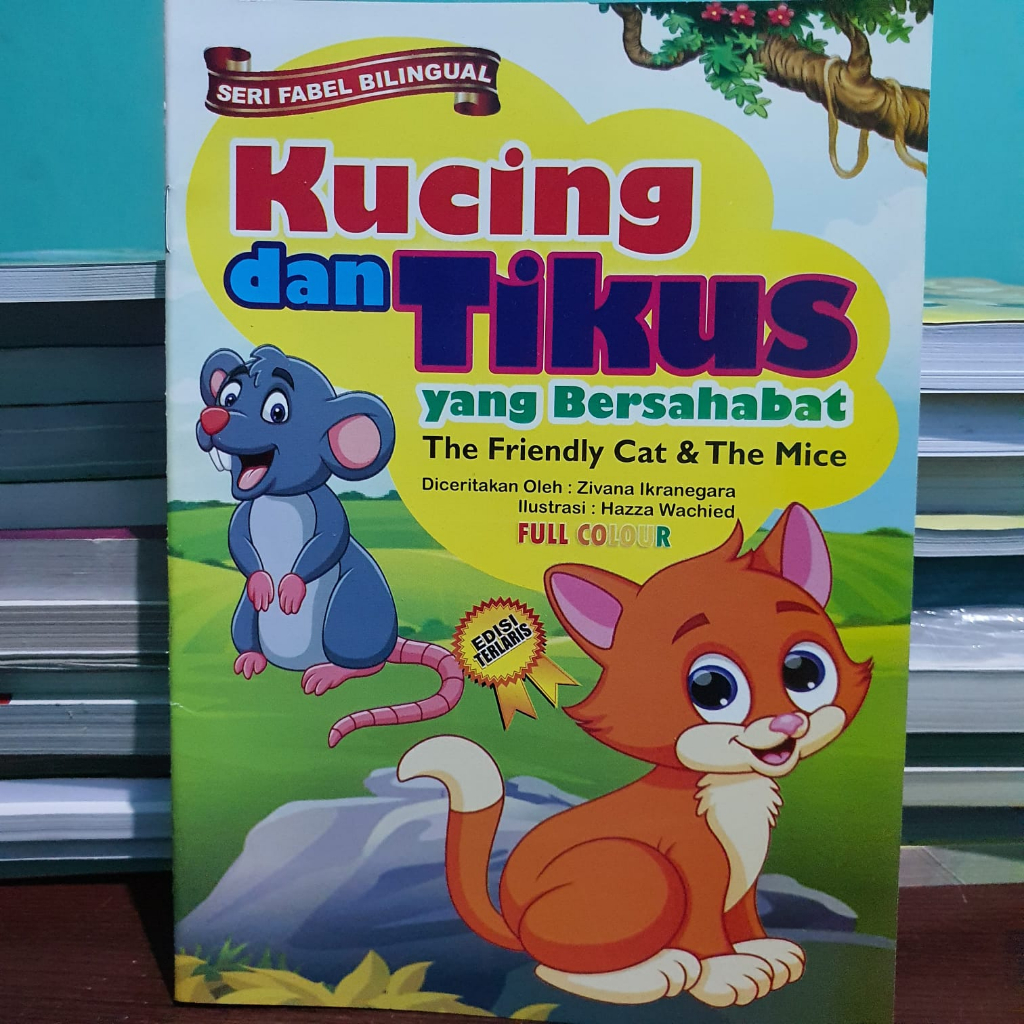 SERI FABEL BILINGUAL
Kucing
dan Tikus
yang Bersahabat
The Friendly Cat & The Mice
Diceritakan Oleh : Zivana Ikranegara
Ilustrasi : Hazza Wachied
FULL COLOUR
EDISI
TERLARIS